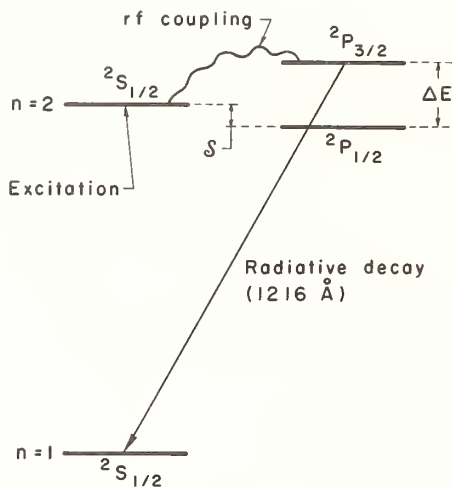 rf coupling
²P₃/₂
²S₁/₂
n=2
ΔE
𝒮
²P₁/₂
Excitation
Radiative decay
(1216 Å)
n=1
²S₁/₂